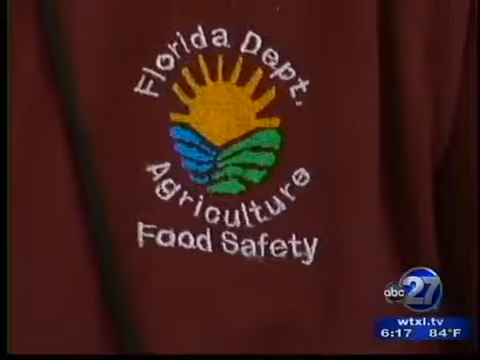 Florida Dept.
Agriculture
Food Safety
abc 27
wtxl.tv
6:17 84°F